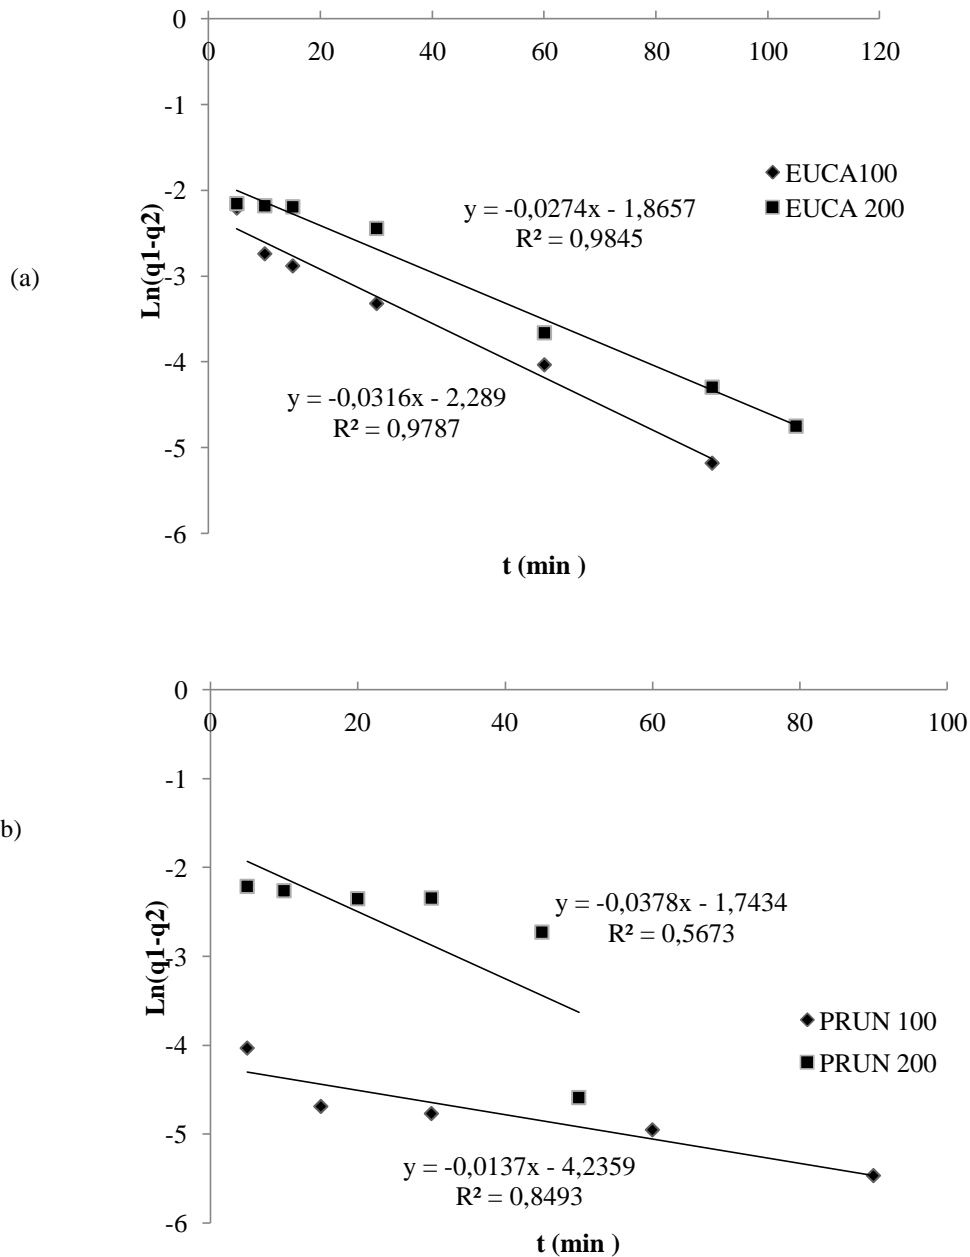 0
0
20
40
60
80
100
120
-1
-2
-3
-4
-5
-6
Ln(q1-q2)
(a)
EUCA100
EUCA 200
y = -0,0274x - 1,8657
R² = 0,9845
y = -0,0316x - 2,289
R² = 0,9787
t (min )
0
0
20
40
60
80
100
-1
-2
-3
-4
-5
-6
Ln(q1-q2)
b)
y = -0,0378x - 1,7434
R² = 0,5673
PRUN 100
PRUN 200
y = -0,0137x - 4,2359
R² = 0,8493
t (min )